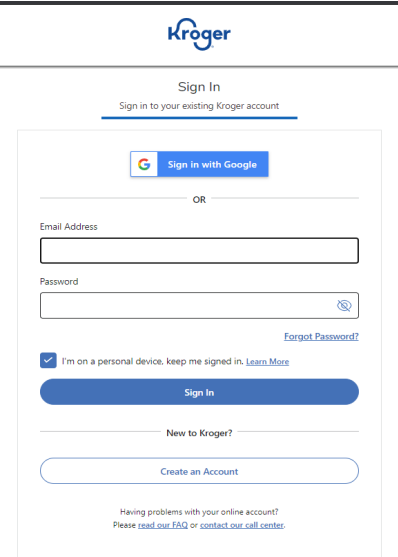 Kroger
Sign In
Sign in to your existing Kroger account
G Sign in with Google
OR
Email Address
Password
Forgot Password?
I'm on a personal device, keep me signed in. Learn More
Sign In
New to Kroger?
Create an Account
Having problems with your online account?
Please read our FAQ or contact our call center.